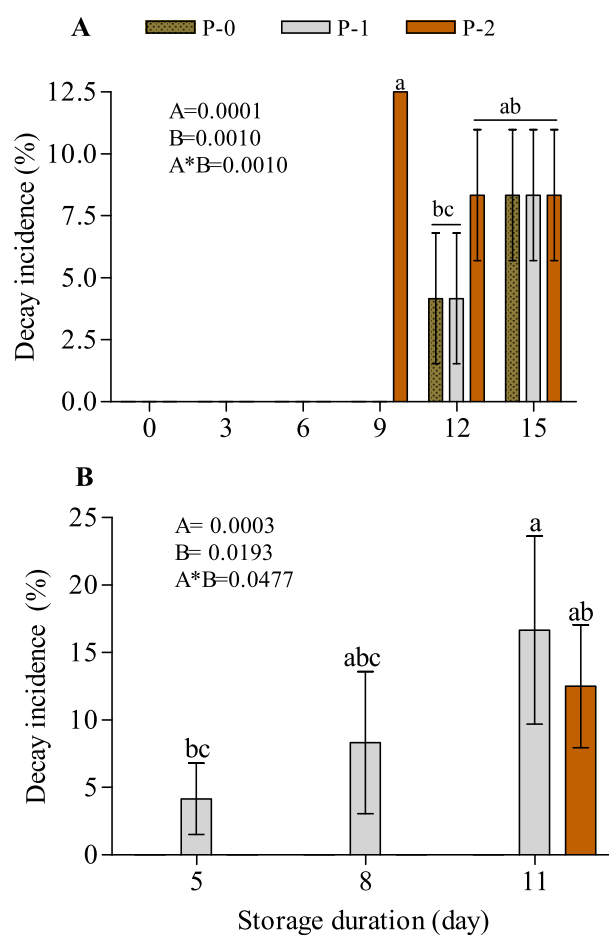 A P-0 P-1 P-2
Decay incidence (%)
12.5
10.0
7.5
5.0
2.5
0.0
A=0.0001
B=0.0010
A*B=0.0010
a
bc
ab
0 3 6 9 12 15
B
Decay incidence (%)
25
20
15
10
5
0
A= 0.0003
B= 0.0193
A*B=0.0477
bc
abc
a
ab
5 8 11
Storage duration (day)